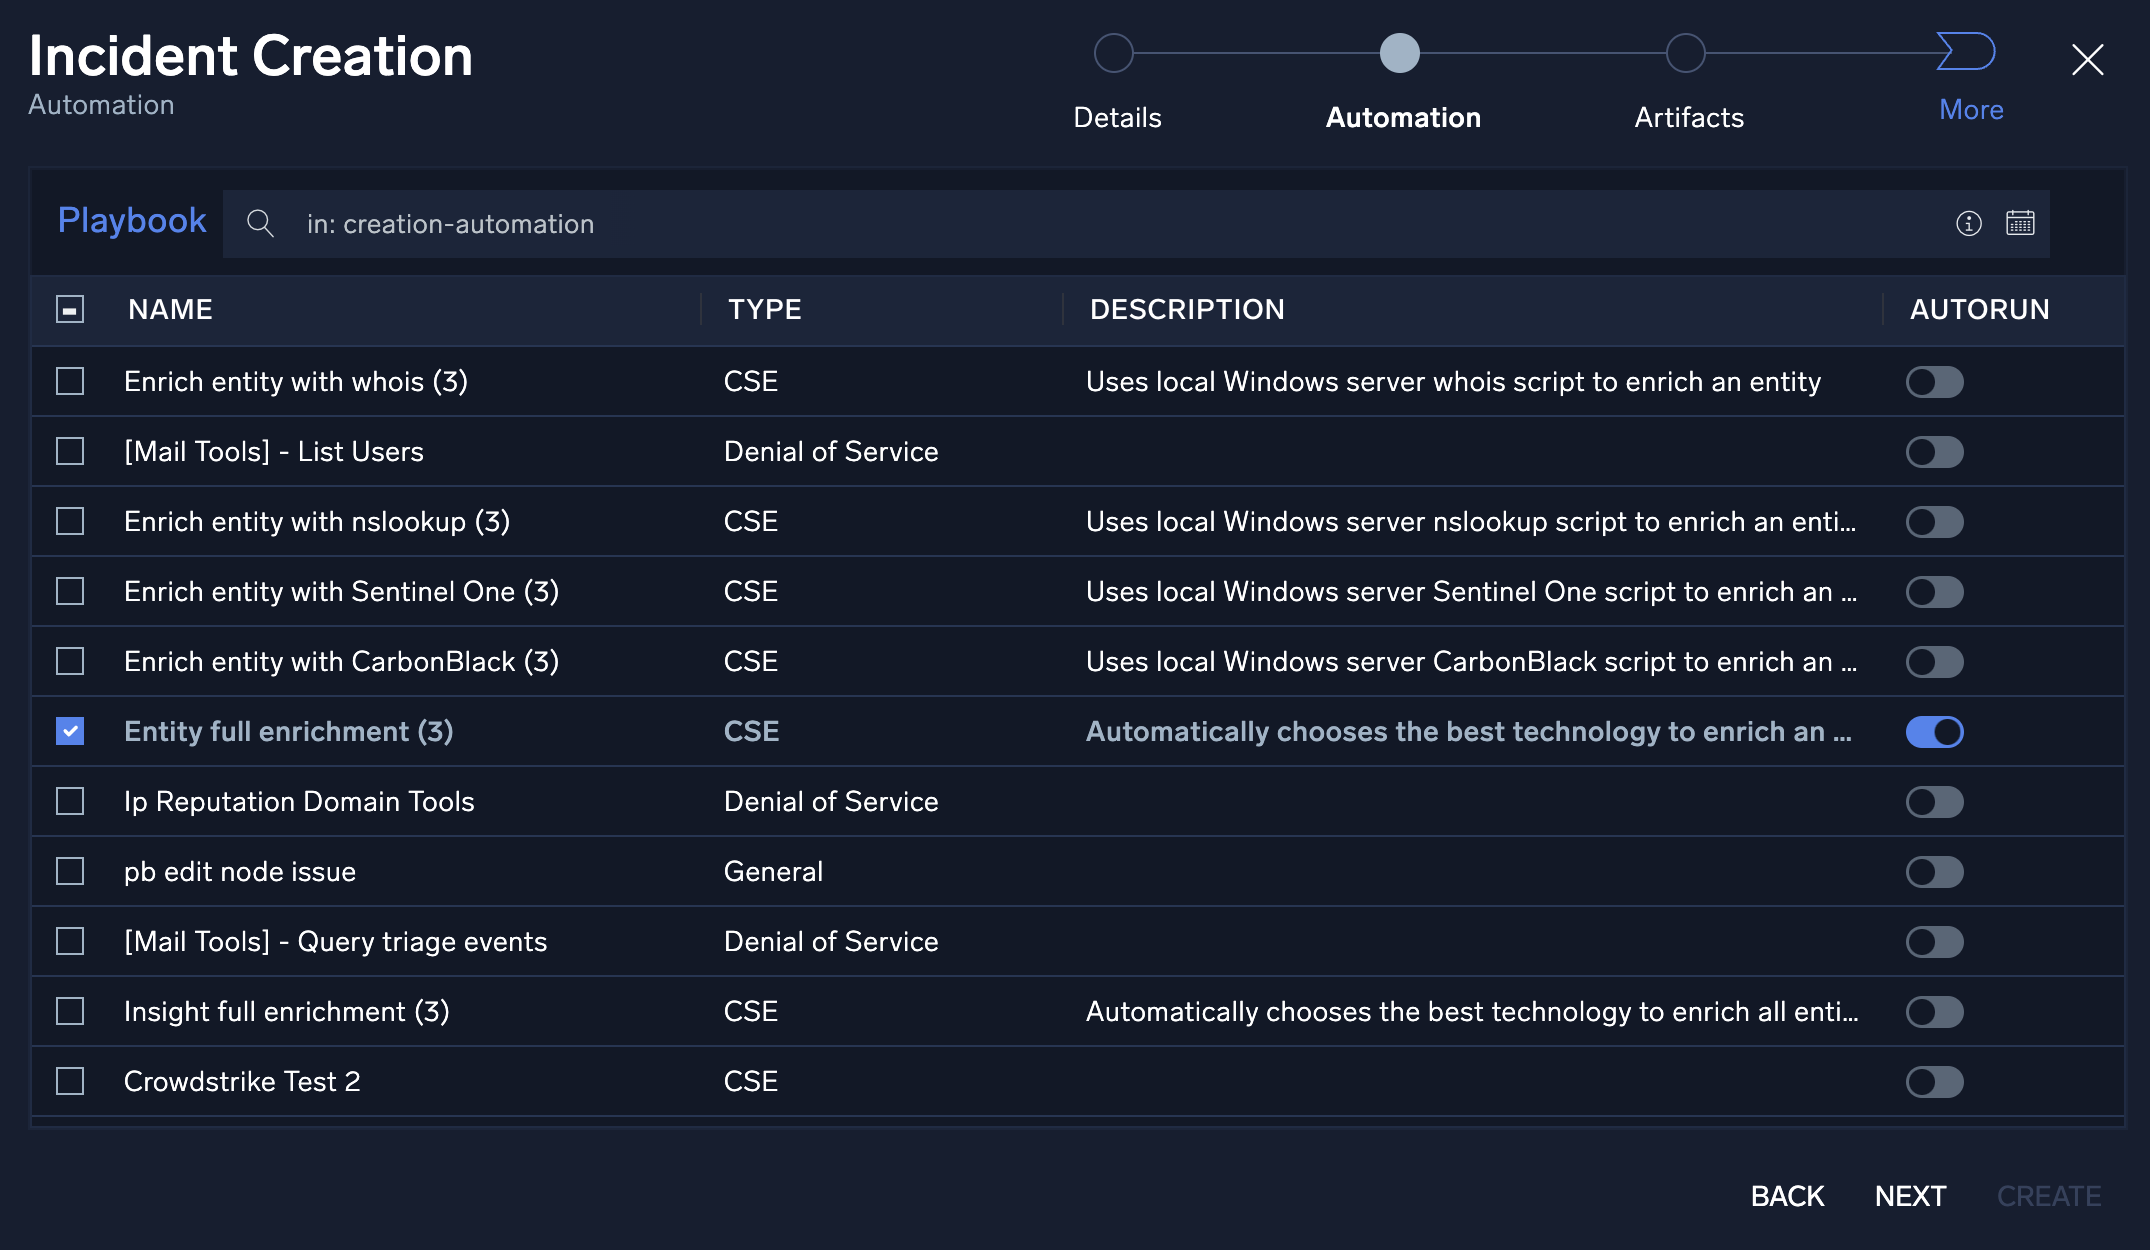 Incident Creation
Automation
Details
Automation
Artifacts
More
Playbook
in: creation-automation
NAME TYPE DESCRIPTION AUTORUN
Enrich entity with whois (3) CSE Uses local Windows server whois script to enrich an entity
[Mail Tools] - List Users Denial of Service
Enrich entity with nslookup (3) CSE Uses local Windows server nslookup script to enrich an enti...
Enrich entity with Sentinel One (3) CSE Uses local Windows server Sentinel One script to enrich an ...
Enrich entity with CarbonBlack (3) CSE Uses local Windows server CarbonBlack script to enrich an ...
Entity full enrichment (3) CSE Automatically chooses the best technology to enrich an ...
Ip Reputation Domain Tools Denial of Service
pb edit node issue General
[Mail Tools] - Query triage events Denial of Service
Insight full enrichment (3) CSE Automatically chooses the best technology to enrich all enti...
Crowdstrike Test 2 CSE
BACK NEXT CREATE